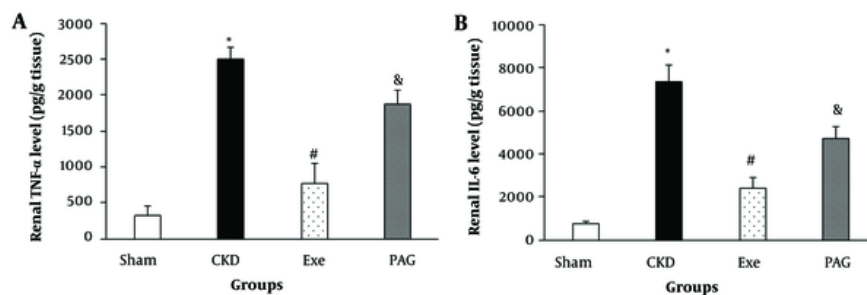 A
Renal TNF-α level (pg/g tissue)
3000
2500
2000
1500
1000
500
0
*
#
&
Sham CKD Exe PAG
Groups
B
Renal IL-6 level (pg/g tissue)
10000
8000
6000
4000
2000
0
*
#
&
Sham CKD Exe PAG
Groups